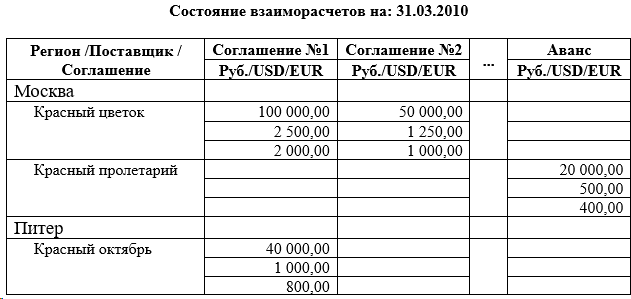 Состояние взаиморасчетов на: 31.03.2010
Регион /Поставщик / Соглашение №1 Соглашение №2 ... Аванс
Соглашение Руб./USD/EUR Руб./USD/EUR Руб./USD/EUR
Москва
Красный цветок 100 000,00 50 000,00
2 500,00 1 250,00
2 000,00 1 000,00
Красный пролетарий 20 000,00
500,00
400,00
Питер
Красный октябрь 40 000,00
1 000,00
800,00